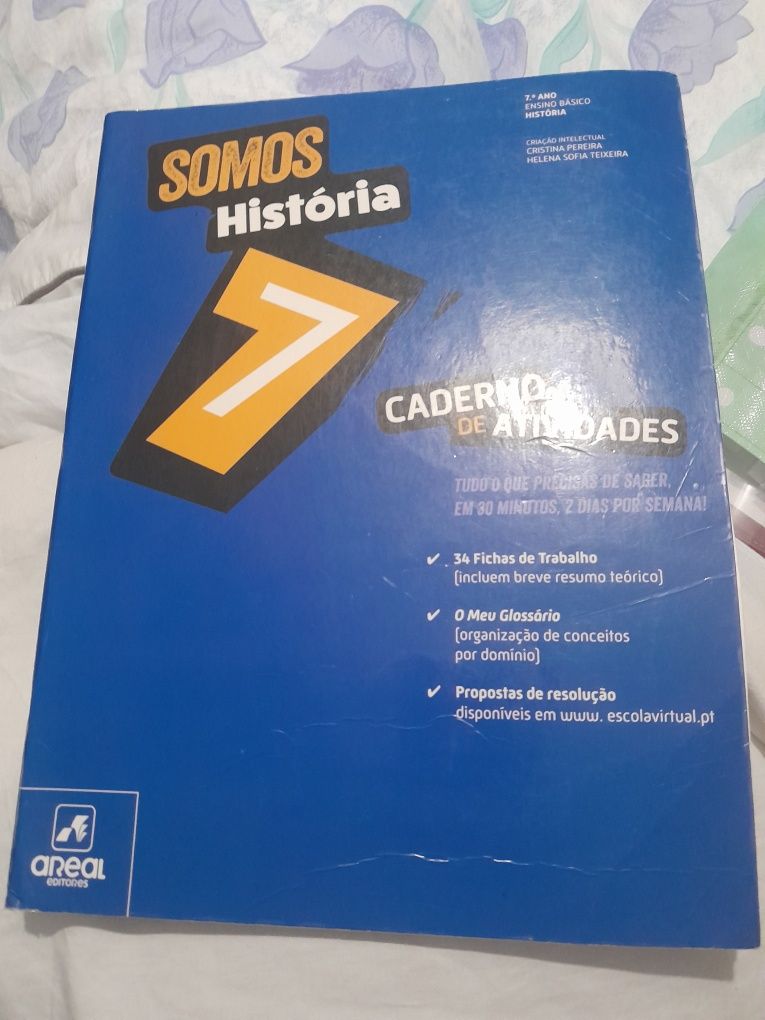 7.º ANO
ENSINO BÁSICO
HISTÓRIA
CRIAÇÃO INTELECTUAL
CRISTINA PEREIRA
HELENA SOFIA TEIXEIRA
SOMOS
História
7
CADERNO
DE ATIVIDADES
TUDO O QUE PRECISAS DE SABER,
EM 30 MINUTOS, 2 DIAS POR SEMANA!
✔ 34 Fichas de Trabalho
(incluem breve resumo teórico)
✔ O Meu Glossário
(organização de conceitos
por domínio)
✔ Propostas de resolução
disponíveis em www. escolavirtual.pt
areal
EDITORES